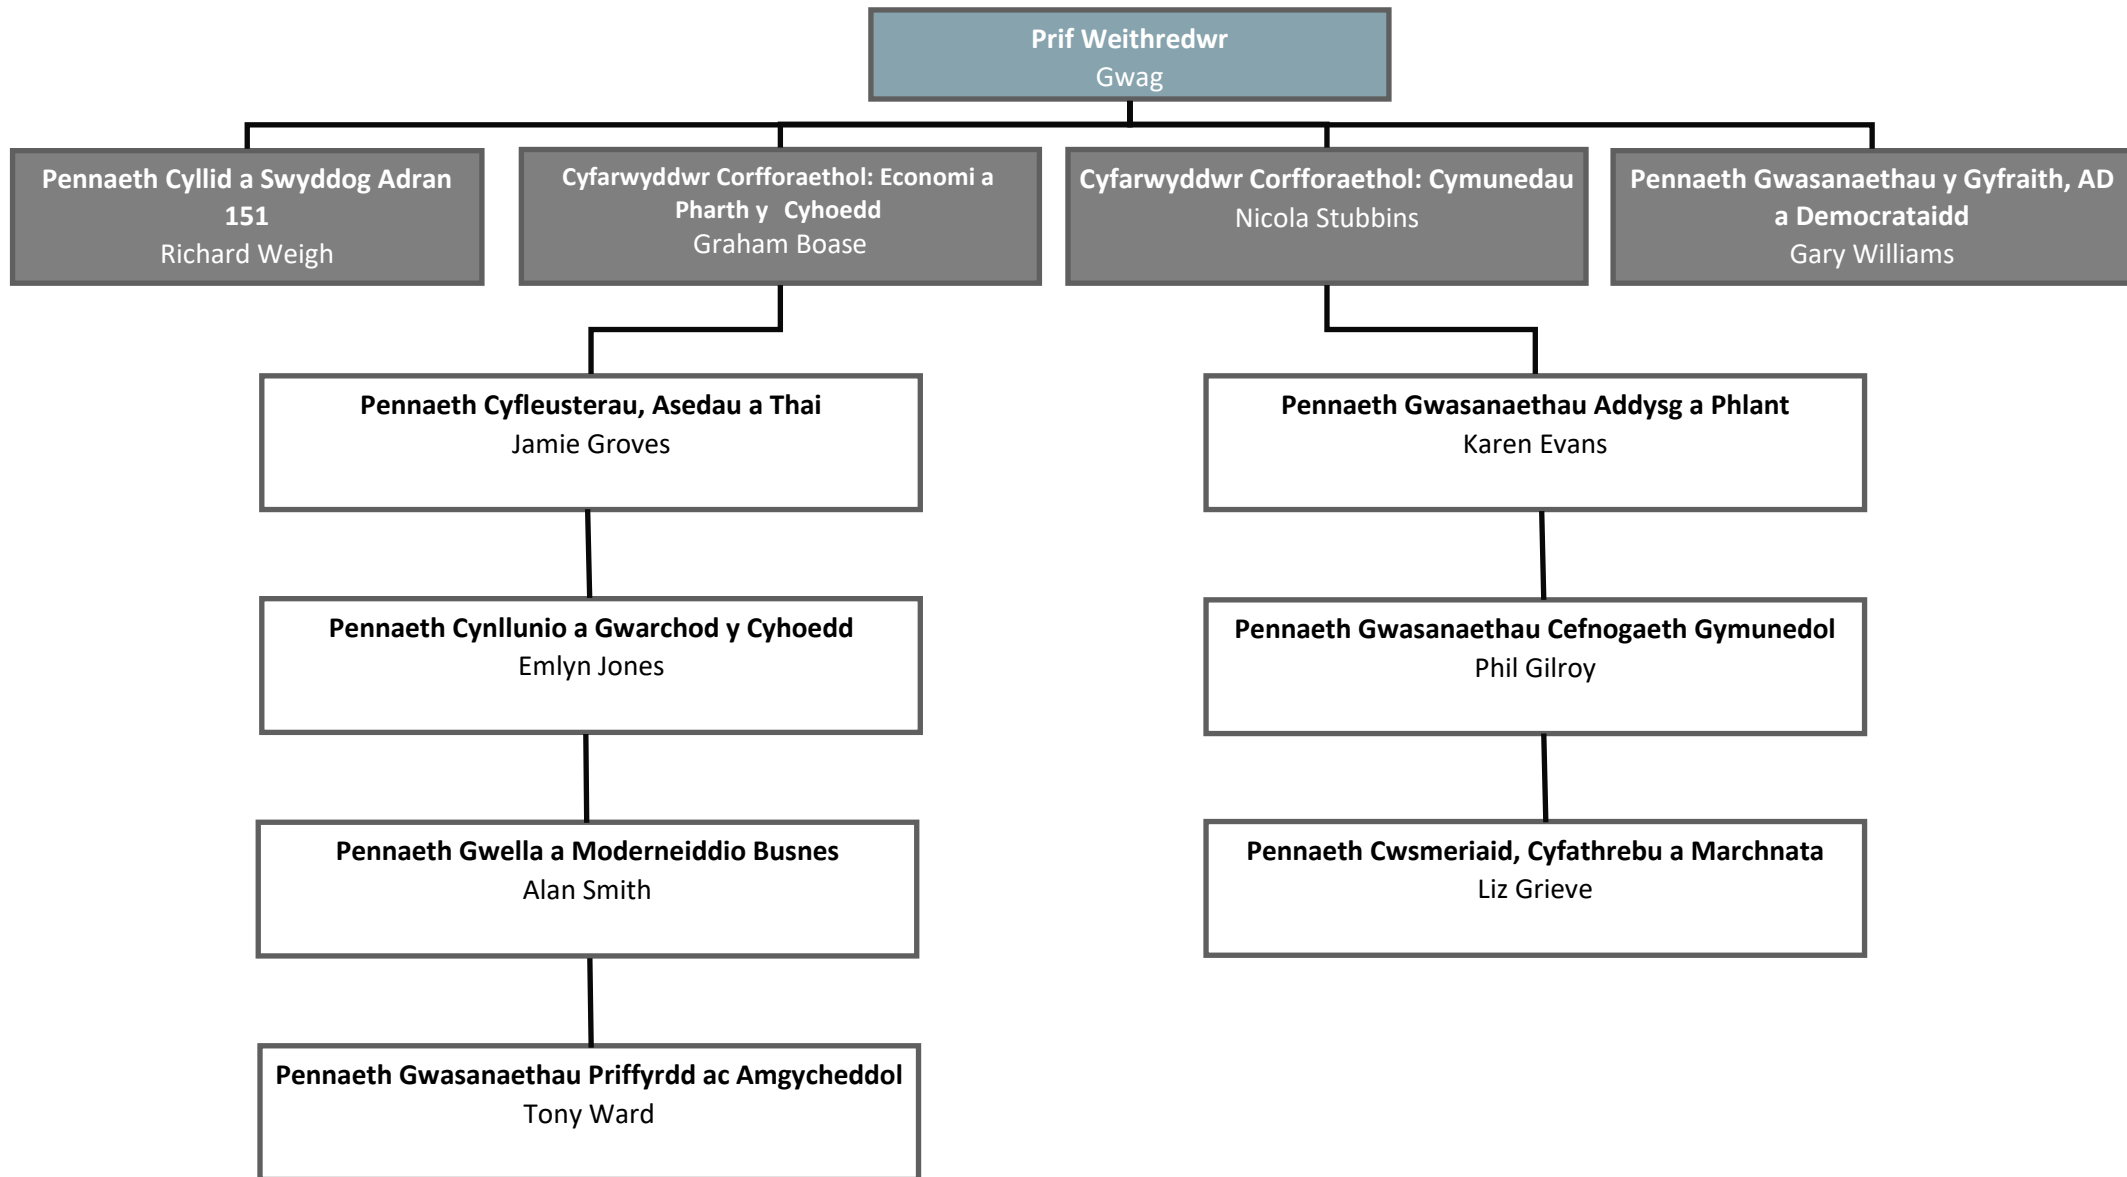 Prif Weithredwr
Gwag
Pennaeth Cyllid a Swyddog Adran
151
Richard Weigh
Cyfarwyddwr Corfforaethol: Economi a
Pharth y Cyhoedd
Graham Boase
Cyfarwyddwr Corfforaethol: Cymunedau
Nicola Stubbins
Pennaeth Gwasanaethau y Gyfraith, AD
a Democrataidd
Gary Williams
Pennaeth Cyfleusterau, Asedau a Thai
Jamie Groves
Pennaeth Cynllunio a Gwarchod y Cyhoedd
Emlyn Jones
Pennaeth Gwella a Moderneiddio Busnes
Alan Smith
Pennaeth Gwasanaethau Priffyrdd ac Amgycheddol
Tony Ward
Pennaeth Gwasanaethau Addysg a Phlant
Karen Evans
Pennaeth Gwasanaethau Cefnogaeth Gymunedol
Phil Gilroy
Pennaeth Cwsmeriaid, Cyfathrebu a Marchnata
Liz Grieve